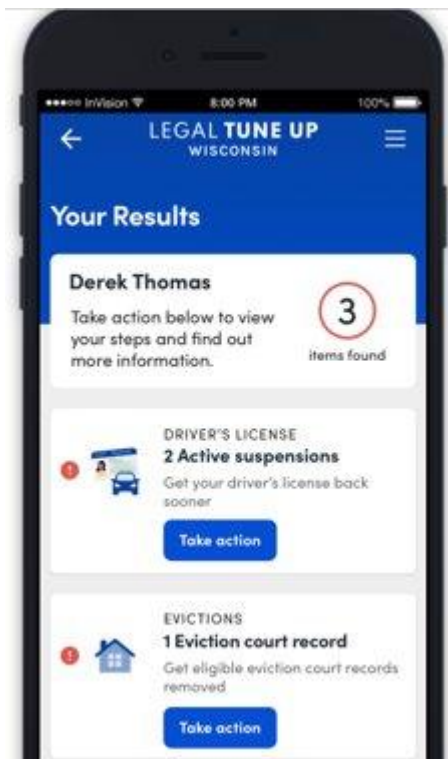 InVision 8:00 PM 100%
LEGAL TUNE UP
WISCONSIN
Your Results
Derek Thomas
Take action below to view
your steps and find out
more information.
3
items found
DRIVER'S LICENSE
2 Active suspensions
Get your driver's license back
sooner
Take action
EVICTIONS
1 Eviction court record
Get eligible eviction court records
removed
Take action